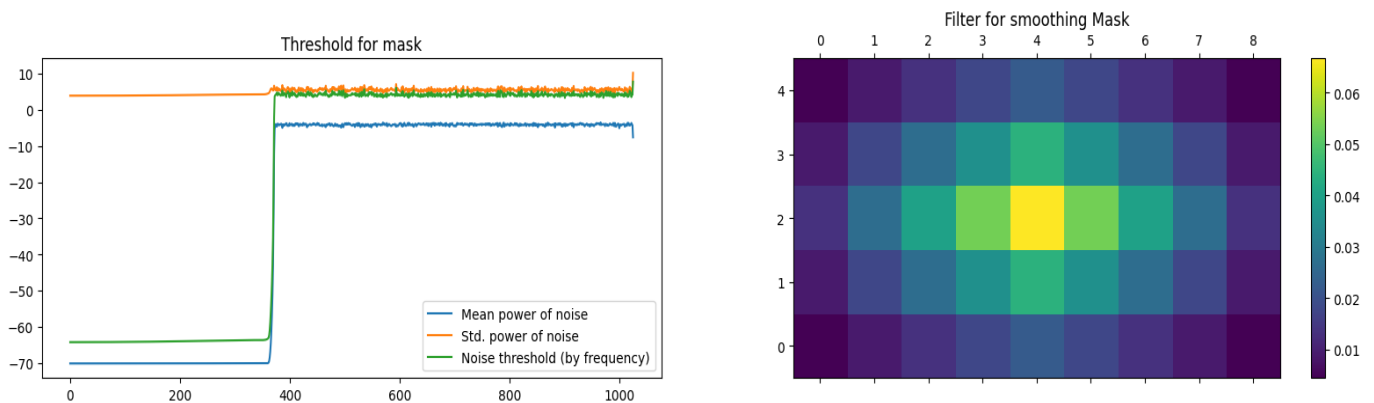 Threshold for mask
10
0
−10
−20
−30
−40
−50
−60
−70
0 200 400 600 800 1000
Mean power of noise
Std. power of noise
Noise threshold (by frequency)
Filter for smoothing Mask
0 1 2 3 4 5 6 7 8
4
3
2
1
0
0.06
0.05
0.04
0.03
0.02
0.01